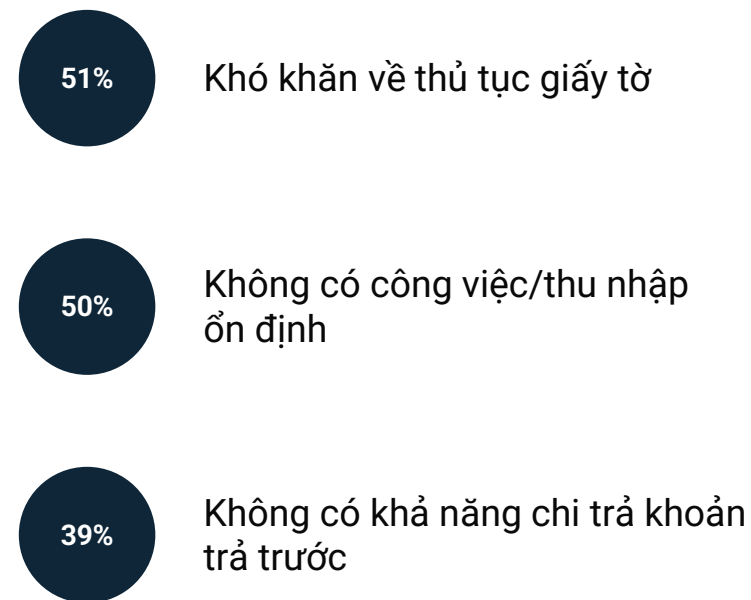 51%
Khó khăn về thủ tục giấy tờ
50%
Không có công việc/thu nhập
ổn định
39%
Không có khả năng chi trả khoản
trả trước